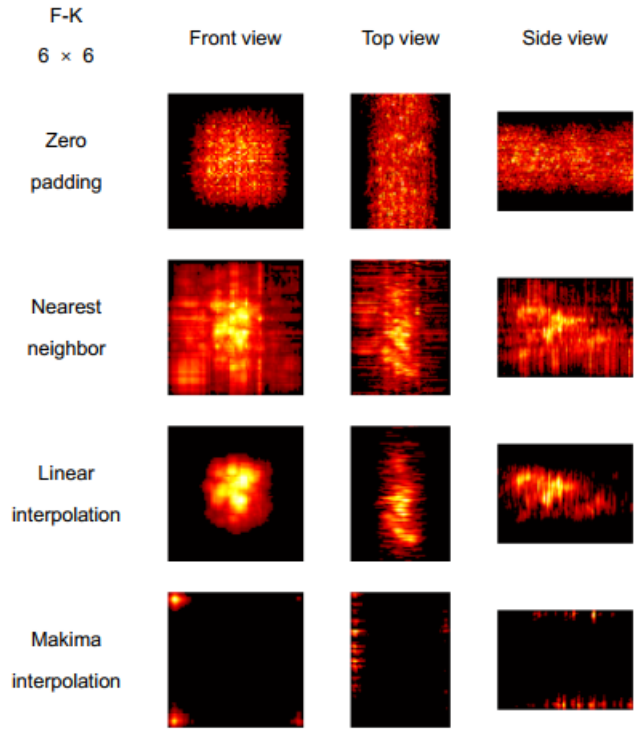 F-K
6 × 6
Front view
Top view
Side view
Zero
padding
Nearest
neighbor
Linear
interpolation
Makima
interpolation